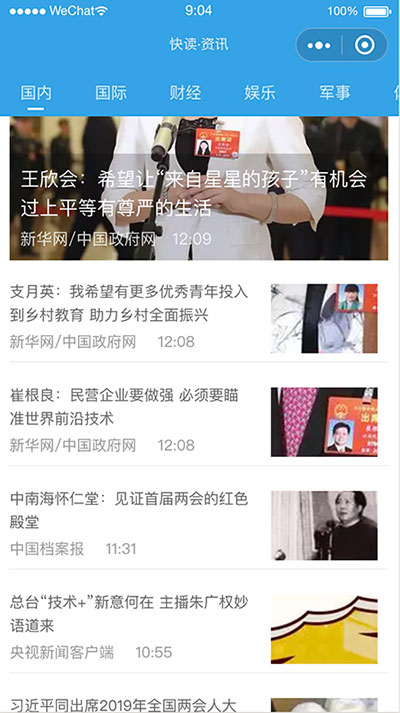 WeChat
9:04
100%
快读·资讯
国内 国际 财经 娱乐 军事
王欣会：希望让“来自星星的孩子”有机会
过上平等有尊严的生活
新华网/中国政府网 12:09
支月英：我希望有更多优秀青年投入
到乡村教育 助力乡村全面振兴
新华网/中国政府网 12:08
崔根良：民营企业要做强 必须要瞄
准世界前沿技术
新华网/中国政府网 12:08
中南海怀仁堂：见证首届两会的红色
殿堂
中国档案报 11:31
总台“技术+”新意何在 主播朱广权妙
语道来
央视新闻客户端 10:55
习近平同出席2019年全国两会人大